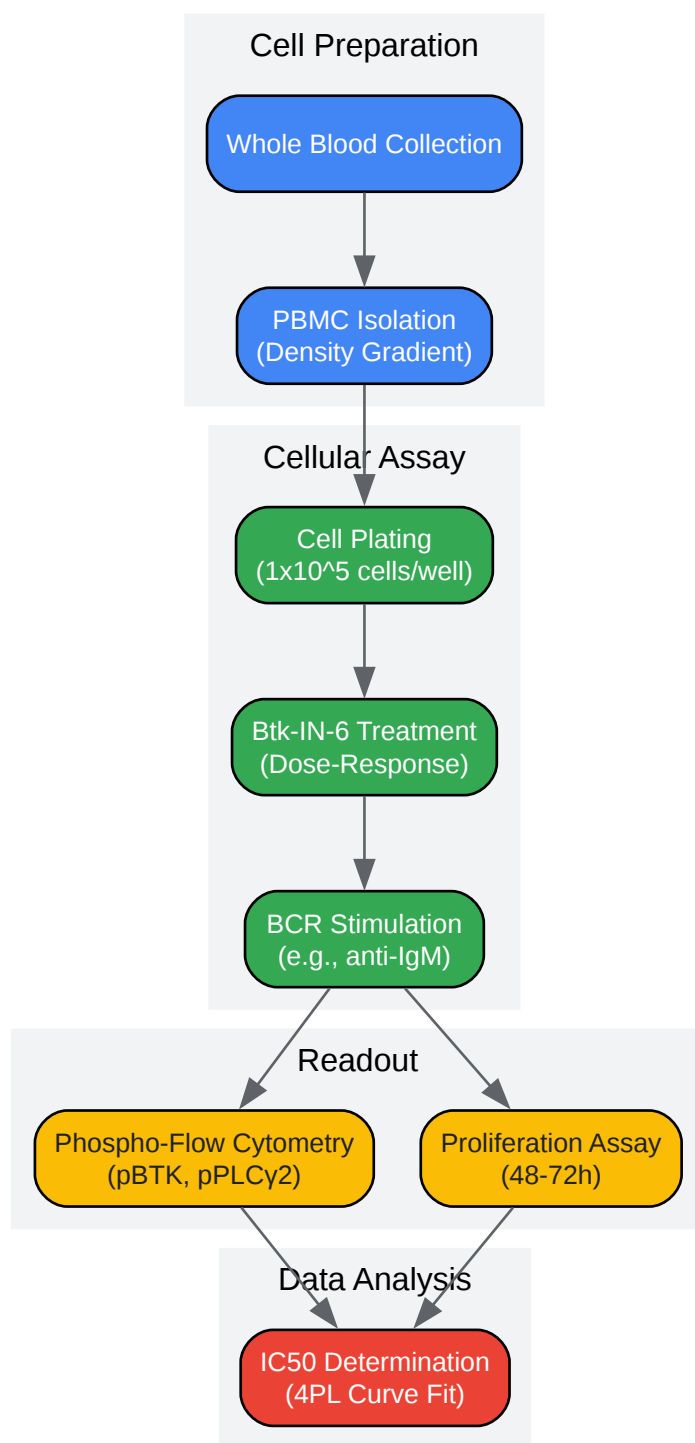 Cell Preparation
Whole Blood Collection
PBMC Isolation
(Density Gradient)
Cellular Assay
Cell Plating
(1x10^5 cells/well)
Btk-IN-6 Treatment
(Dose-Response)
BCR Stimulation
(e.g., anti-IgM)
Readout
Phospho-Flow Cytometry
(pBTK, pPLCγ2)
Proliferation Assay
(48-72h)
Data Analysis
IC50 Determination
(4PL Curve Fit)